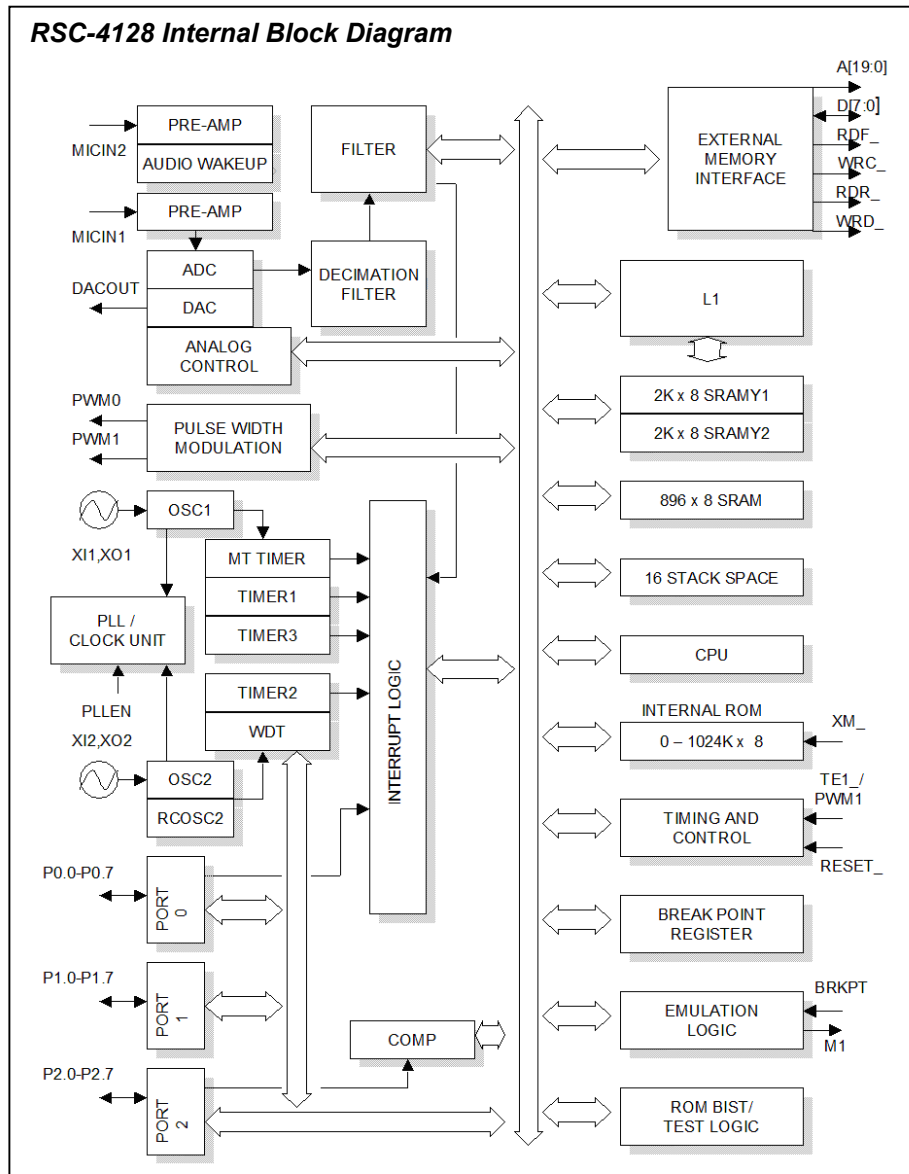 RSC-4128 Internal Block Diagram
MICIN2
PRE-AMP
AUDIO WAKEUP
MICIN1
PRE-AMP
ADC
DACOUT
DAC
ANALOG
CONTROL
FILTER
DECIMATION
FILTER
PWM0
PWM1
PULSE WIDTH
MODULATION
XI1,XO1
OSC1
MT TIMER
TIMER1
TIMER3
PLL /
CLOCK UNIT
PLLEN
TIMER2
WDT
XI2,XO2
OSC2
RCOSC2
INTERRUPT LOGIC
P0.0-P0.7
PORT
0
P1.0-P1.7
PORT
1
P2.0-P2.7
PORT
2
COMP
EXTERNAL
MEMORY
INTERFACE
A[19:0]
D[7:0]
RDF_
WRC_
RDR_
WRD_
L1
2K x 8 SRAMY1
2K x 8 SRAMY2
896 x 8 SRAM
16 STACK SPACE
CPU
INTERNAL ROM
0 – 1024K x 8
XM_
TIMING AND
CONTROL
TE1_/
PWM1
RESET_
BREAK POINT
REGISTER
EMULATION
LOGIC
BRKPT
M1
ROM BIST/
TEST LOGIC